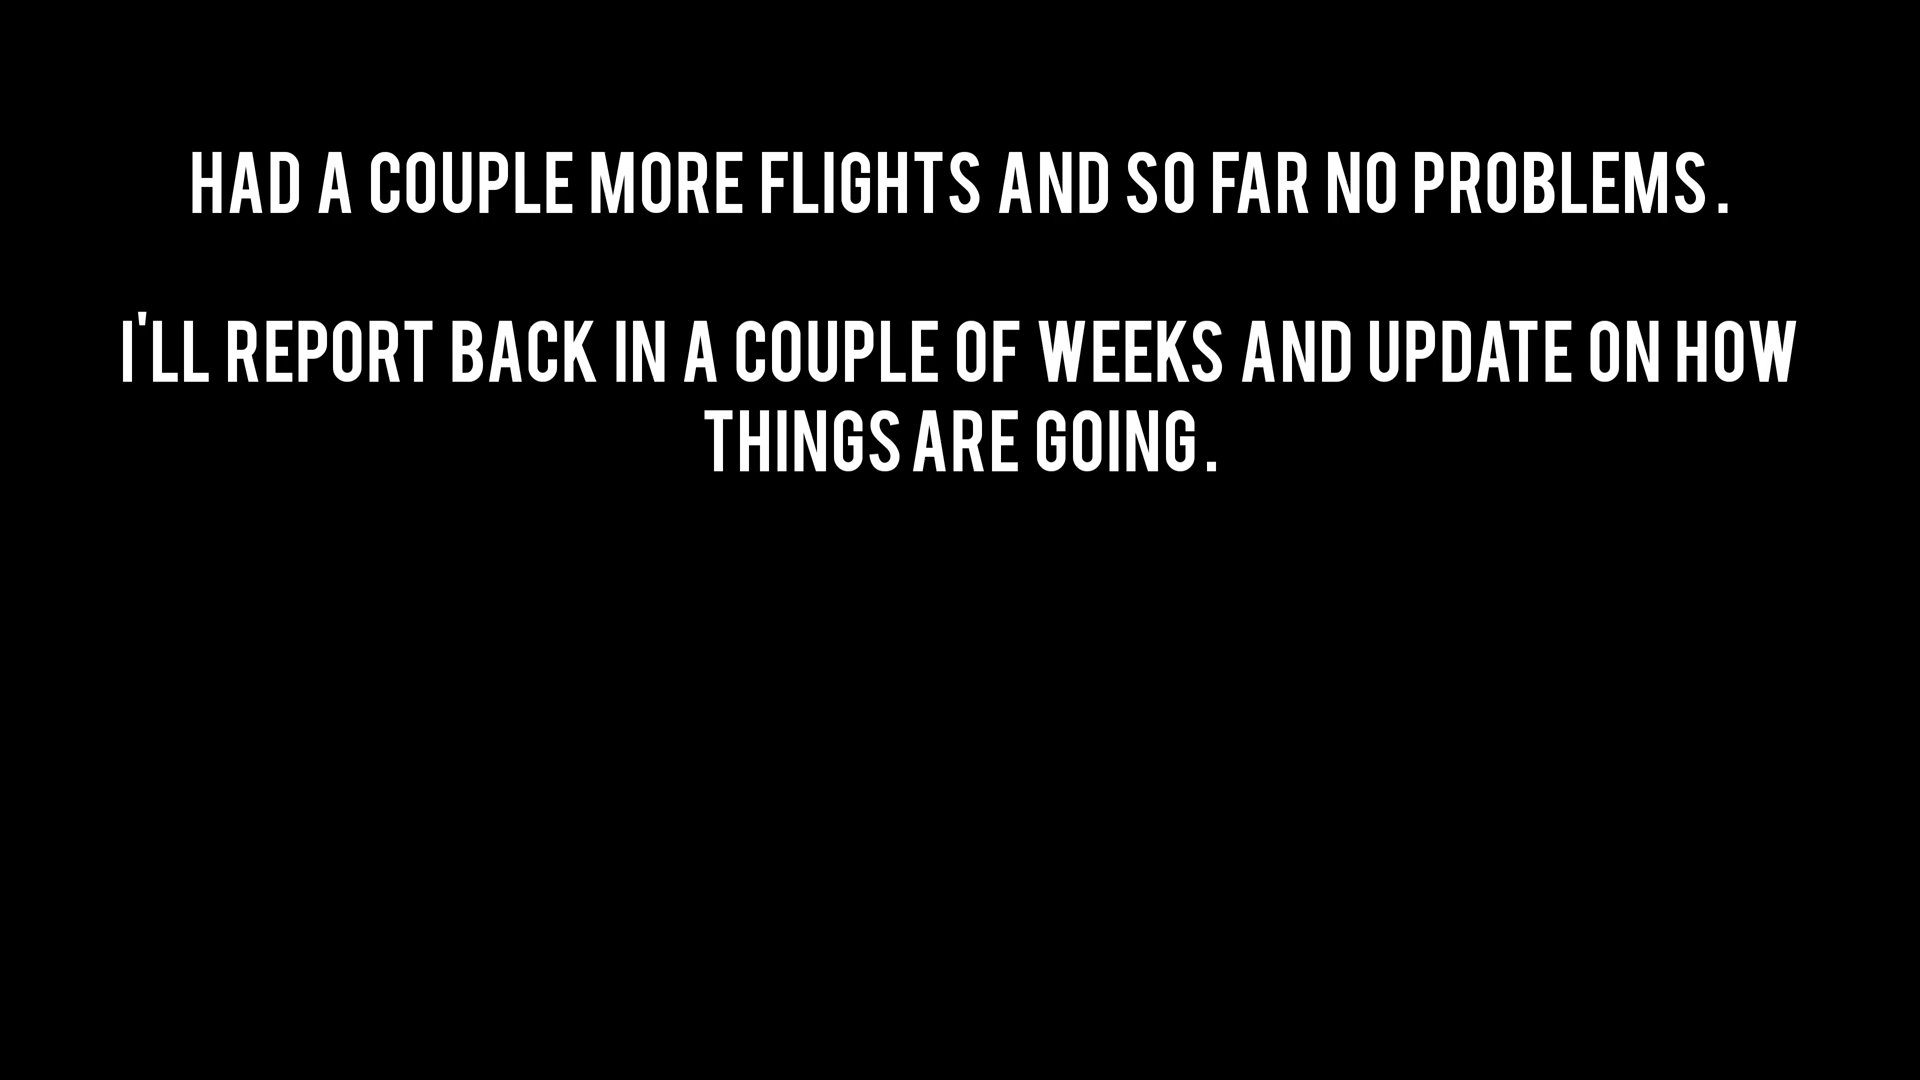 HAD A COUPLE MORE FLIGHTS AND SO FAR NO PROBLEMS.
I'LL REPORT BACK IN A COUPLE OF WEEKS AND UPDATE ON HOW
THINGS ARE GOING.